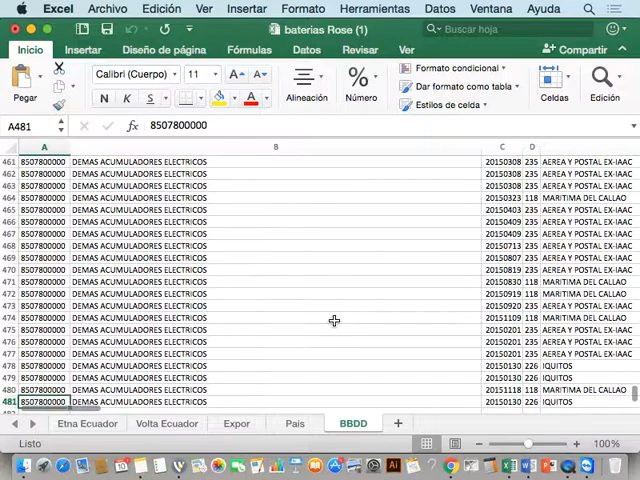 Excel Archivo Edición Ver Insertar Formato Herramientas Datos Ventana Ayuda
baterias Rose (1)
Buscar hoja
Inicio Insertar Diseño de página Fórmulas Datos Revisar Ver Compartir
Pegar
Calibri (Cuerpo) 11 A A
N K S A
Alineación
%
Número
Formato condicional
Dar formato como tabla
Estilos de celda
Celdas
Edición
A481 fx 8507800000
A B C D
461 8507800000 DEMAS ACUMULADORES ELECTRICOS 20150308 235 AEREA Y POSTAL EX-IAAC
462 8507800000 DEMAS ACUMULADORES ELECTRICOS 20150308 235 AEREA Y POSTAL EX-IAAC
463 8507800000 DEMAS ACUMULADORES ELECTRICOS 20150308 235 AEREA Y POSTAL EX-IAAC
464 8507800000 DEMAS ACUMULADORES ELECTRICOS 20150323 118 MARITIMA DEL CALLAO
465 8507800000 DEMAS ACUMULADORES ELECTRICOS 20150403 235 AEREA Y POSTAL EX-IAAC
466 8507800000 DEMAS ACUMULADORES ELECTRICOS 20150409 235 AEREA Y POSTAL EX-IAAC
467 8507800000 DEMAS ACUMULADORES ELECTRICOS 20150409 235 AEREA Y POSTAL EX-IAAC
468 8507800000 DEMAS ACUMULADORES ELECTRICOS 20150713 235 AEREA Y POSTAL EX-IAAC
469 8507800000 DEMAS ACUMULADORES ELECTRICOS 20150807 235 AEREA Y POSTAL EX-IAAC
470 8507800000 DEMAS ACUMULADORES ELECTRICOS 20150819 235 AEREA Y POSTAL EX-IAAC
471 8507800000 DEMAS ACUMULADORES ELECTRICOS 20150830 118 MARITIMA DEL CALLAO
472 8507800000 DEMAS ACUMULADORES ELECTRICOS 20150919 118 MARITIMA DEL CALLAO
473 8507800000 DEMAS ACUMULADORES ELECTRICOS 20150920 235 AEREA Y POSTAL EX-IAAC
474 8507800000 DEMAS ACUMULADORES ELECTRICOS 20151109 118 MARITIMA DEL CALLAO
475 8507800000 DEMAS ACUMULADORES ELECTRICOS 20150201 235 AEREA Y POSTAL EX-IAAC
476 8507800000 DEMAS ACUMULADORES ELECTRICOS 20150201 235 AEREA Y POSTAL EX-IAAC
477 8507800000 DEMAS ACUMULADORES ELECTRICOS 20150201 235 AEREA Y POSTAL EX-IAAC
478 8507800000 DEMAS ACUMULADORES ELECTRICOS 20150130 226 IQUITOS
479 8507800000 DEMAS ACUMULADORES ELECTRICOS 20150130 226 IQUITOS
480 8507800000 DEMAS ACUMULADORES ELECTRICOS 20151118 118 MARITIMA DEL CALLAO
481 8507800000 DEMAS ACUMULADORES ELECTRICOS 20150130 226 IQUITOS
Etna Ecuador Volta Ecuador Expor Pais BBDD +
Listo 100%